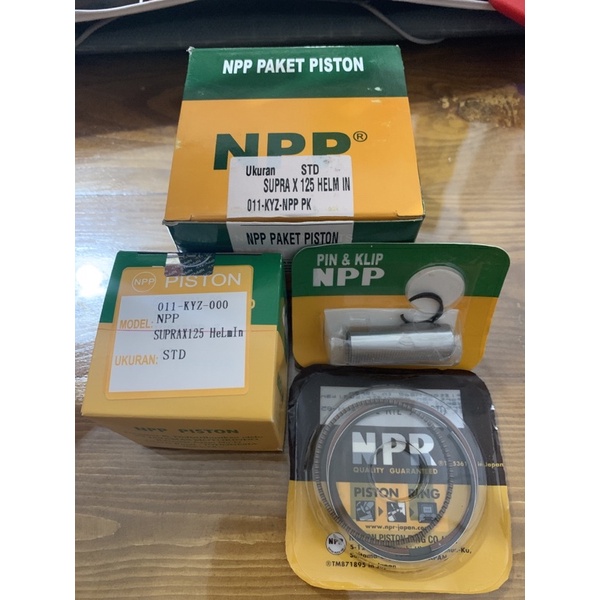 NPP PAKET PISTON
NPP®
Ukuran STD
SUPRA X 125 HELM IN
011-KYZ-NPP PK
NPP PAKET PISTON
NPP PISTON
011-KYZ-000
MODEL: NPP
SUPRAX125 HeLmIn
UKURAN: STD
NPP PISTON
PIN & KLIP
NPP
NPR
QUALITY GUARANTEED
PISTON RING
www.npr-japan.com
NPP